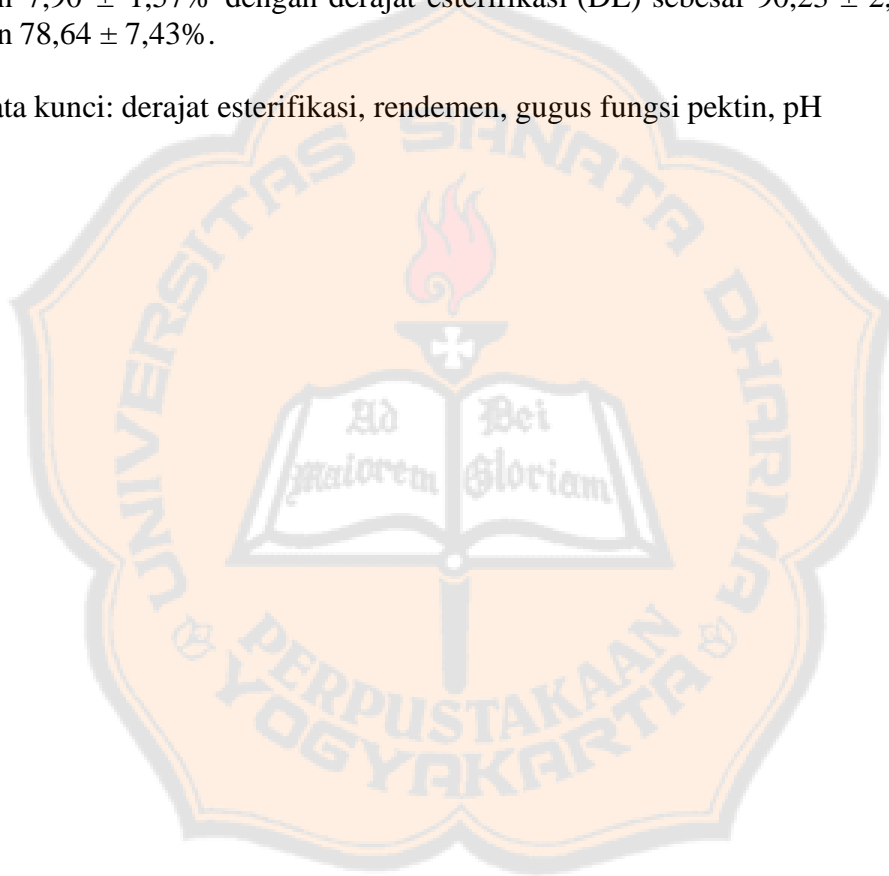 7,90 ± 1,57% dengan derajat esterifikasi (DE) sebesar 90,23 ± 2,
78,64 ± 7,43%.
kunci: derajat esterifikasi, rendemen, gugus fungsi pektin, pH
UNIVERSITAS SANATA DHARMA
Ad Dei
Maiorem Gloriam
PERPUSTAKAAN
YOGYAKARTA